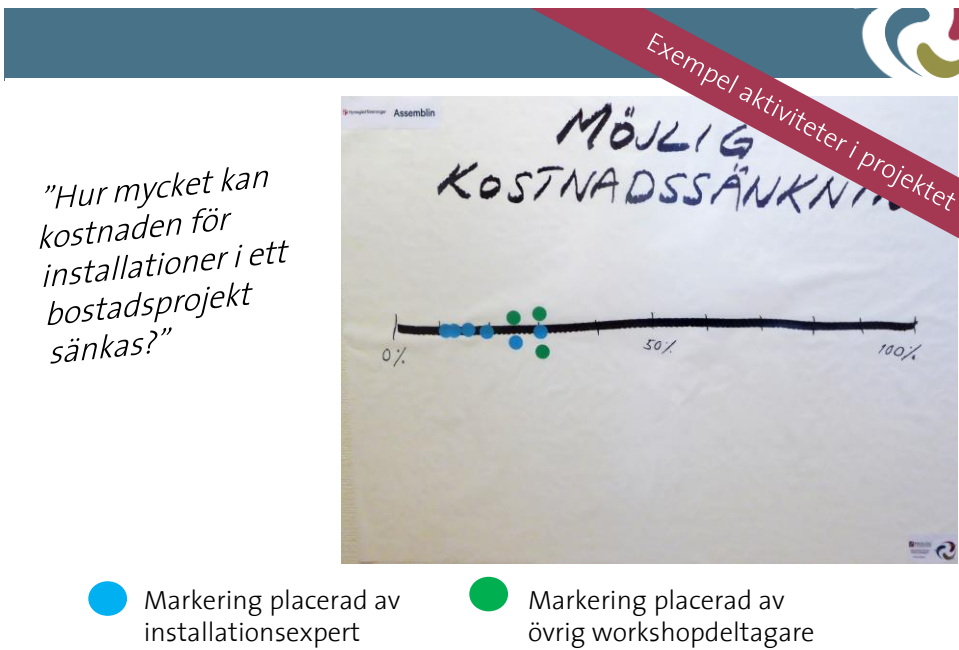 Exempel aktiviteter i projektet
Assemblin
MÖJLIG
KOSTNADSSÄNKNING
”Hur mycket kan
kostnaden för
installationer i ett
bostadsprojekt
sänkas?”
0%
50%
100%
Markering placerad av
installationsexpert
Markering placerad av
övrig workshopdeltagare